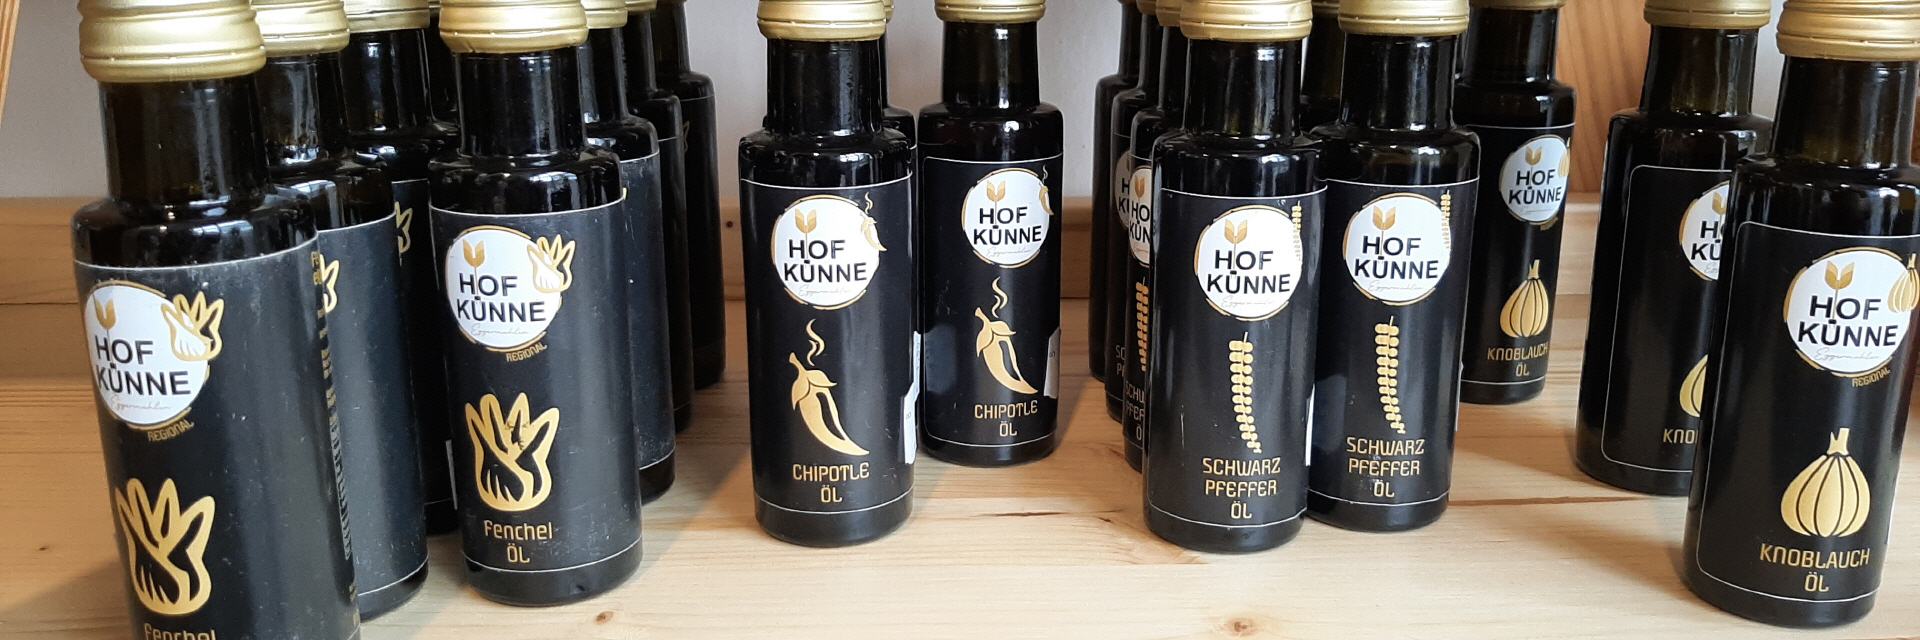 HOF
KÜNNE
REGIONAL
Fenchel
HOF
KÜNNE
Eggermühlen
REGIONAL
Fenchel
ÖL
HOF
KÜNNE
CHIPOTLE
ÖL
HOF
KÜNNE
CHIPOTLE
ÖL
HOF
KÜNNE
SCHWARZ
PFEFFER
ÖL
HOF
KÜNNE
SCHWARZ
PFEFFER
ÖL
HOF
KÜNNE
KNOBLAUCH
ÖL
HOF
KÜNNE
REGIONAL
KNOBLAUCH
ÖL